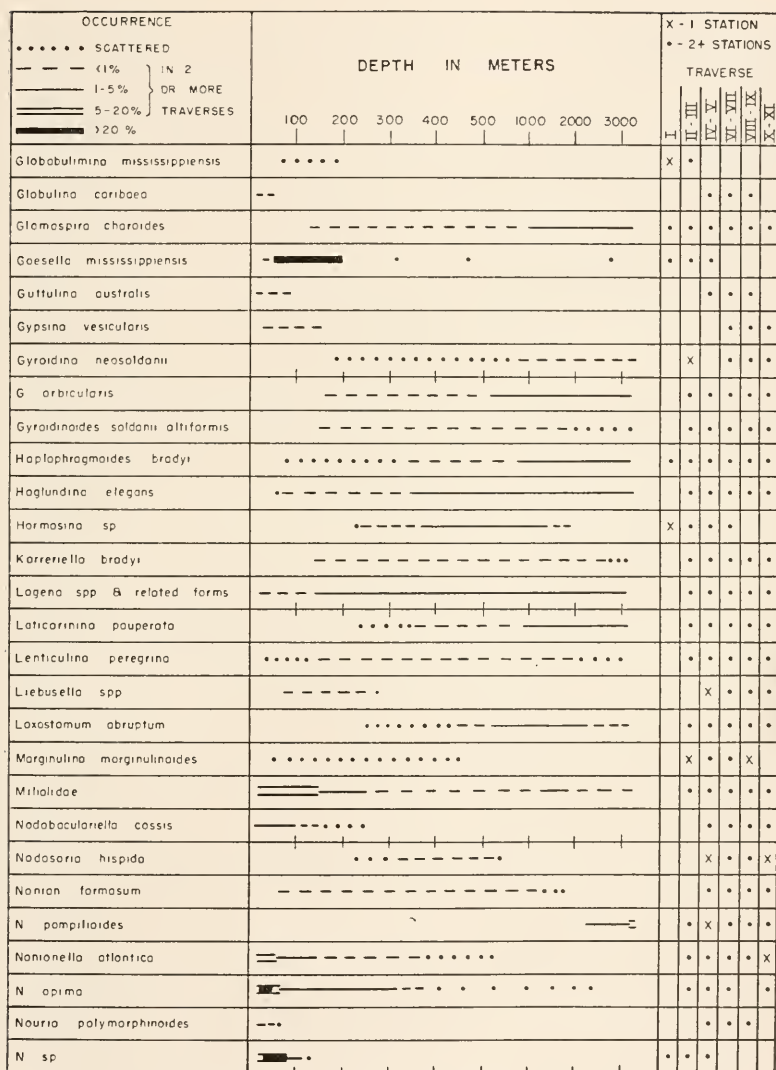 OCCURRENCE
SCATTERED
<1% IN 2
1-5% OR MORE
5-20% TRAVERSES
>20 %
DEPTH IN METERS
100 200 300 400 500 1000 2000 3000
X - 1 STATION
• - 2+ STATIONS
TRAVERSE
I II-III IV-V VI-VII VIII-IX X-XI
Globobulimina mississippiensis X •
Globulina caribaea • • •
Glomospira charoides • • • • • •
Goesella mississippiensis • • •
Guttulina australis • • •
Gypsina vesicularis • • •
Gyroidina neosoldanii X • • •
G orbicularis • • • • •
Gyroidinoides soldanii altiformis • • • • •
Haplophragmoides bradyi • • • • • •
Hoglundina elegans • • • • •
Hormosina sp X • • •
Karreriella bradyi • • • • •
Lagena spp & related forms • • • • •
Laticarinina pauperata • • • • •
Lenticulina peregrina • • • • •
Liebusella spp X • • •
Loxostomum abruptum • • • • •
Marginulina marginulinoides X • • X
Miliolidae • • • • •
Nodobaculariella cassis • • • •
Nodosaria hispida X • • X
Nonion formosum • • • •
N pompilioides • X • • •
Nonionella atlantica • • • • X
N opima • • • • •
Nouria polymorphinoides • • •
N sp • • •